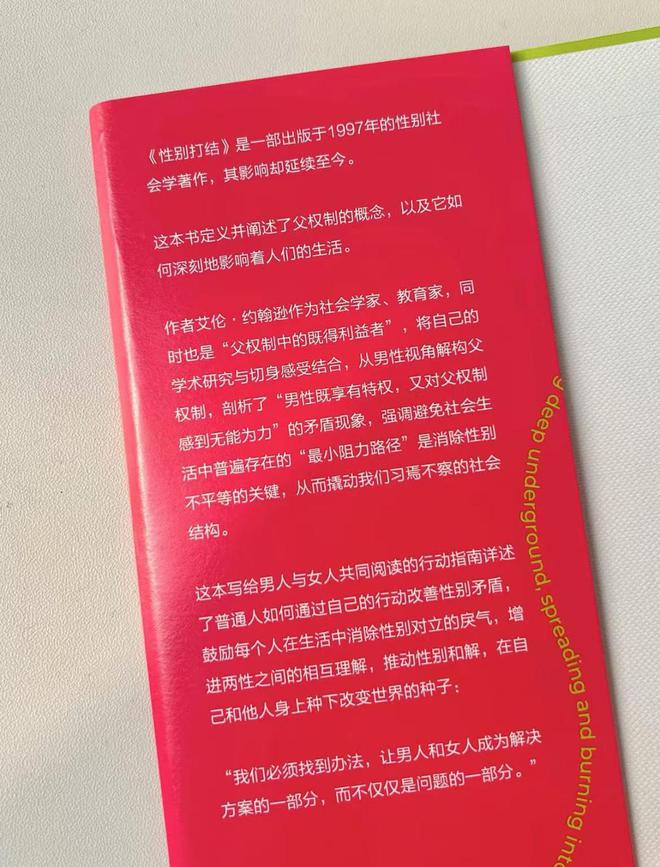 《性别打结》是一部出版于1997年的性别社
会学著作，其影响却延续至今。
这本书定义并阐述了父权制的概念，以及它如
何深刻地影响着人们的生活。
作者艾伦·约翰逊作为社会学家、教育家，同
时也是“父权制中的既得利益者”，将自己的
学术研究与切身感受结合，从男性视角解构父
权制，剖析了“男性既享有特权，又对父权制
感到无能为力”的矛盾现象，强调避免社会生
活中普遍存在的“最小阻力路径”是消除性别
不平等的关键，从而撬动我们习焉不察的社会
结构。
这本写给男人与女人共同阅读的行动指南详述
了普通人如何通过自己的行动改善性别矛盾，
鼓励每个人在生活中消除性别对立的戾气，增
进两性之间的相互理解，推动性别和解，在自
己和他人身上种下改变世界的种子：
“我们必须找到办法，让男人和女人成为解决
方案的一部分，而不仅仅是问题的一部分。”
deep underground, spreading and burning